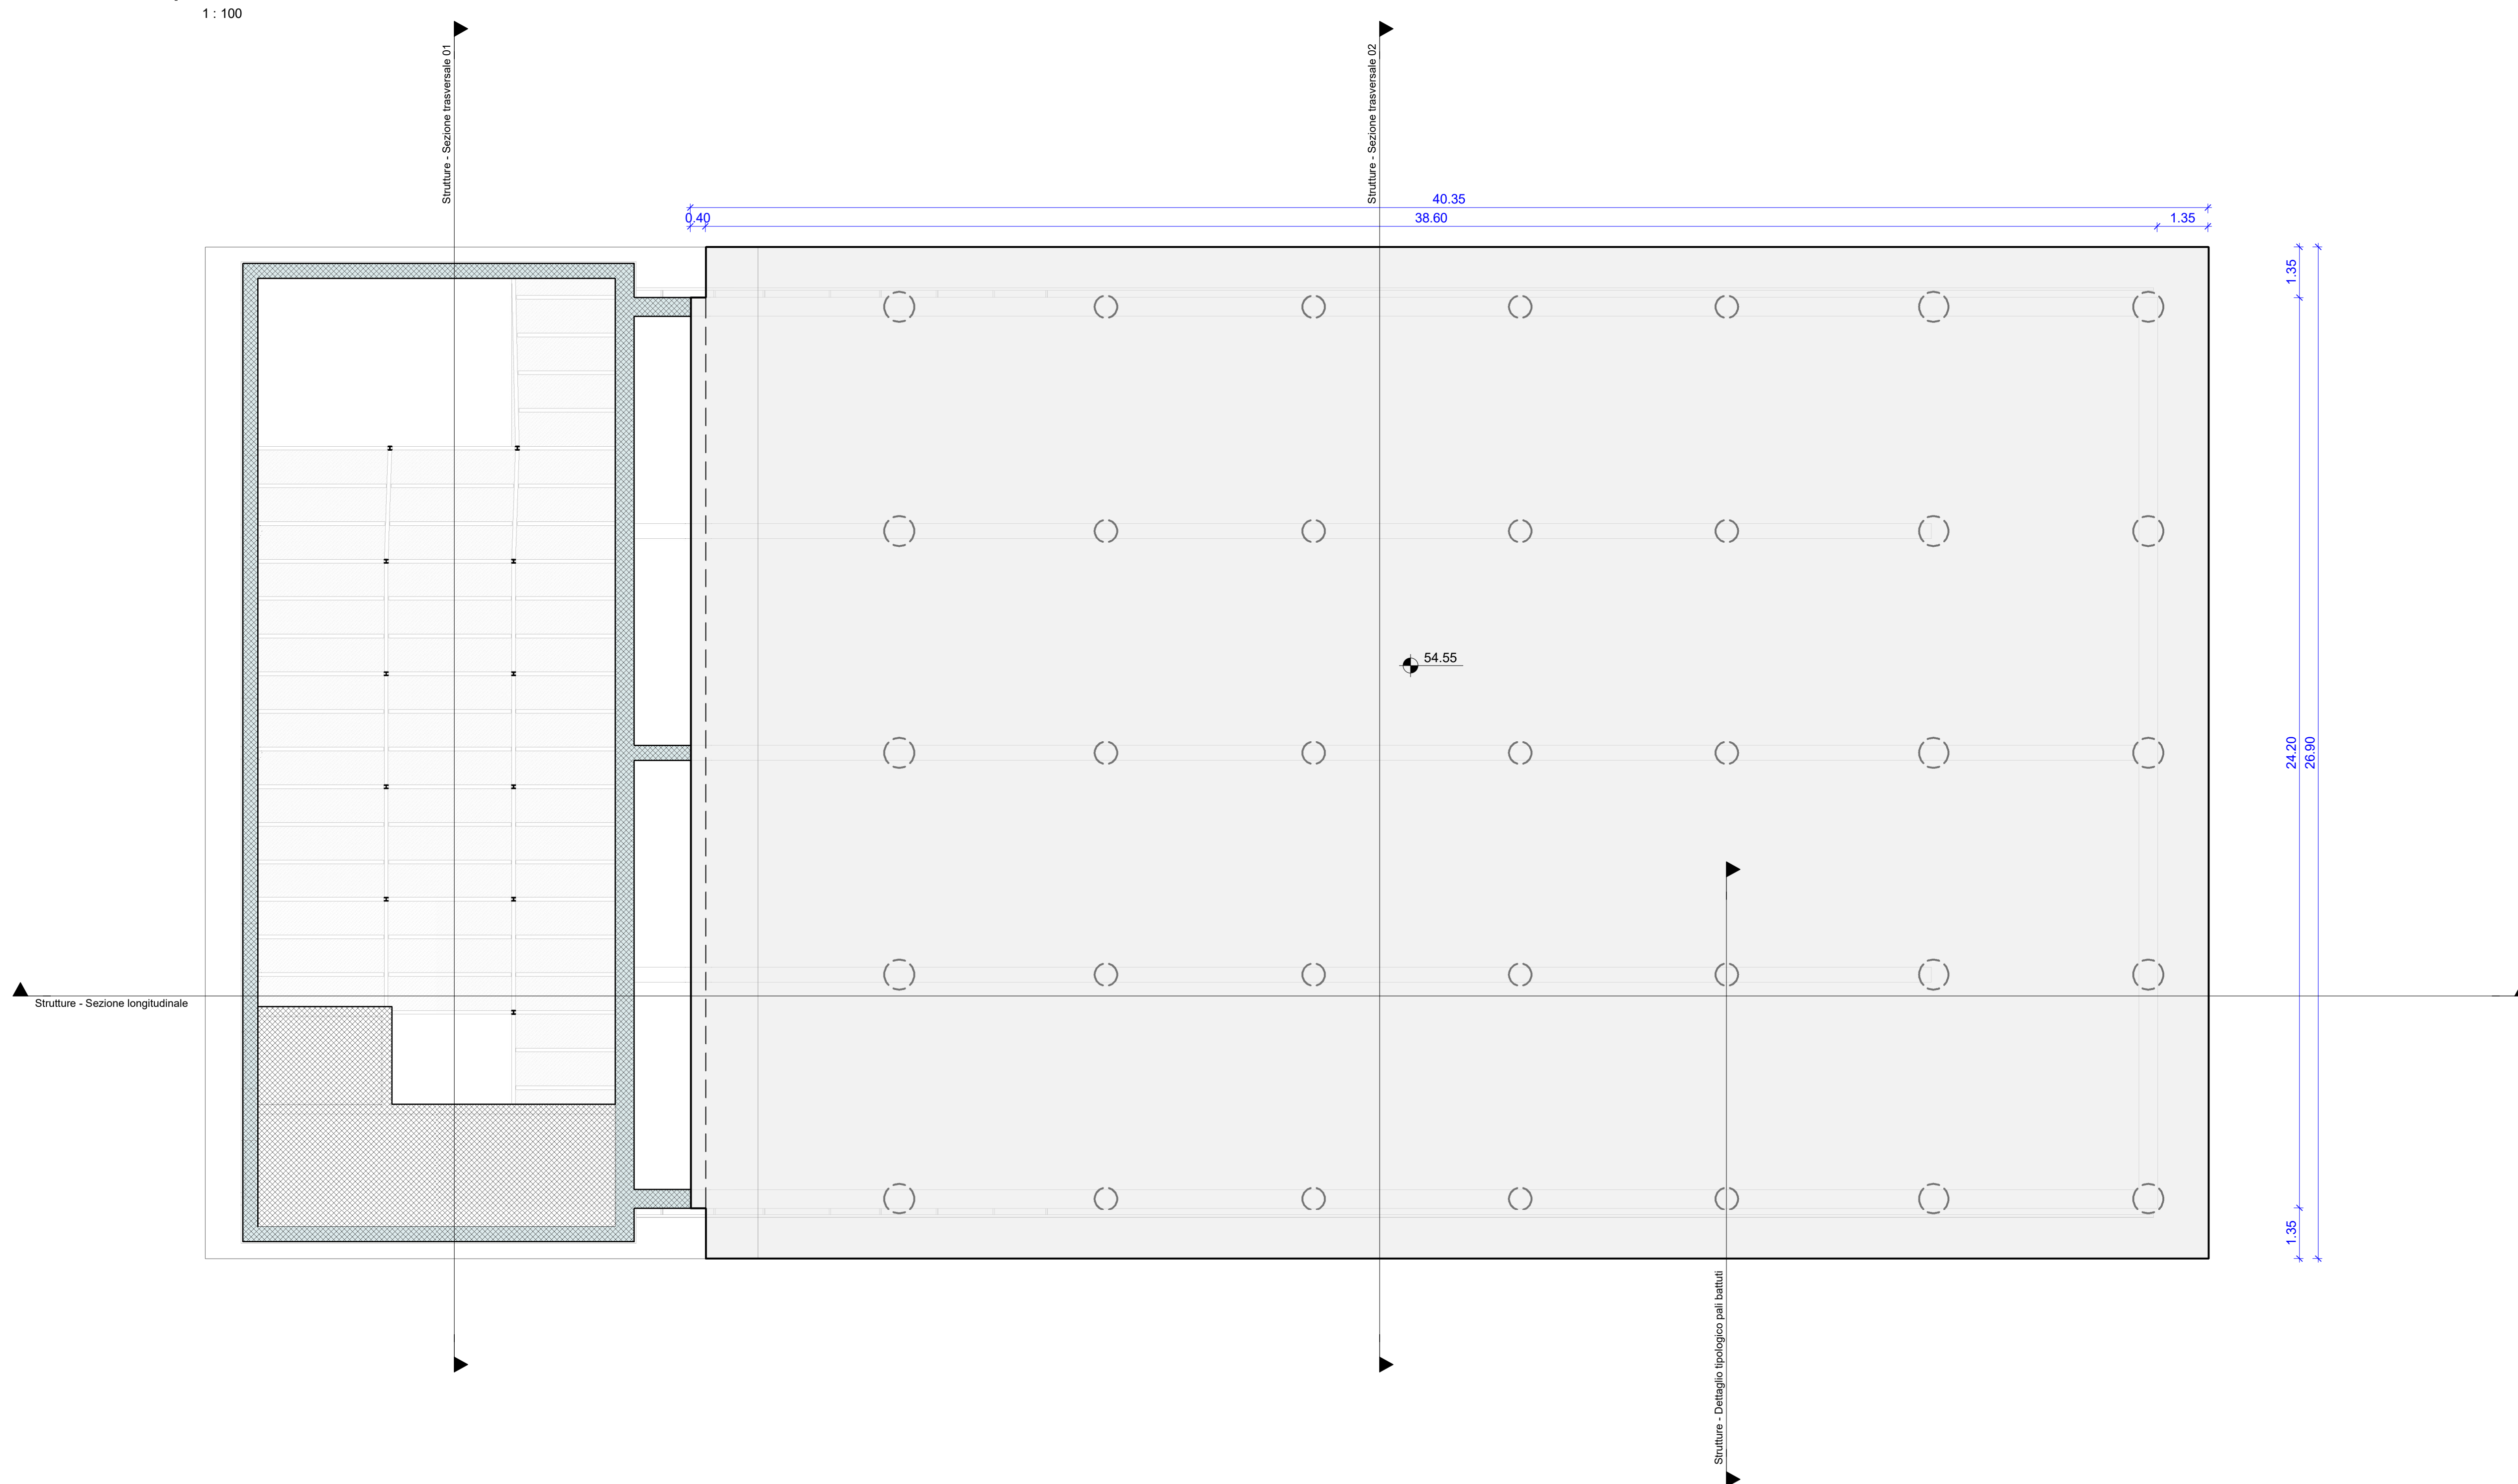 1 : 100
Strutture - Sezione trasversale 01
Strutture - Sezione trasversale 02
40.35
0.40
38.60
1.35
1.35
54.55
24.20
26.90
Strutture - Sezione longitudinale
1.35
Strutture - Dettaglio tipologico pali battuti